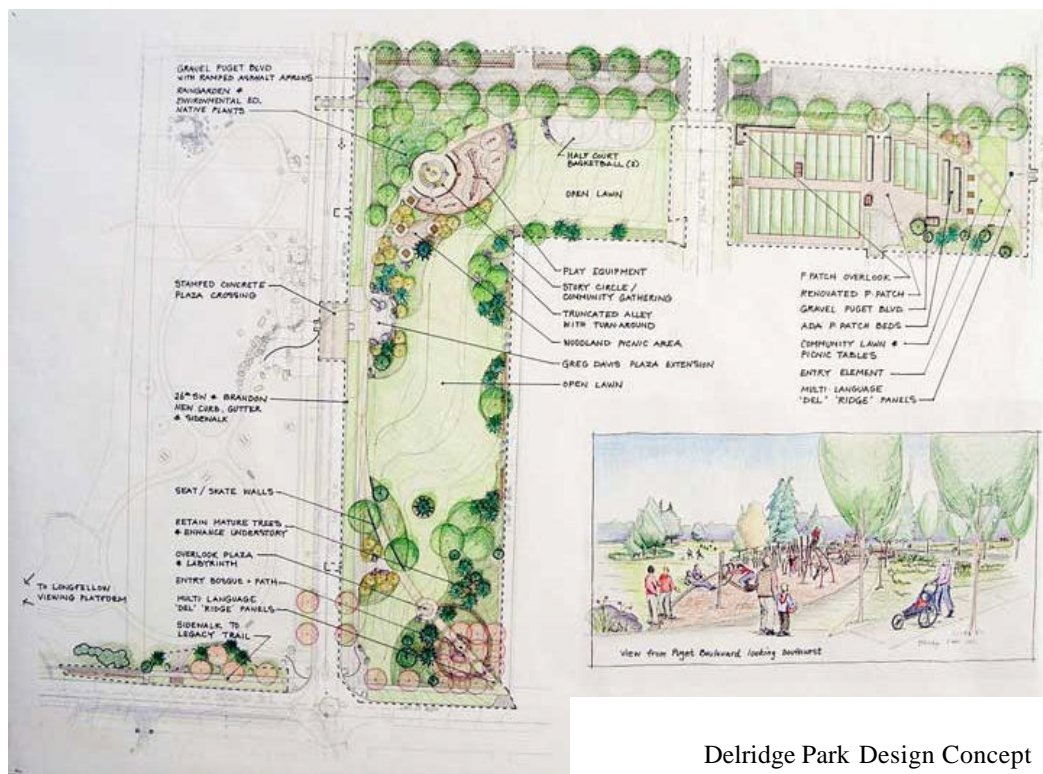 GRAVEL PUGET BLVD
WITH RAMPED ASPHALT APRONS
RAINGARDEN &
ENVIRONMENTAL ED.
NATIVE PLANTS
HALF COURT
BASKETBALL (2)
OPEN LAWN
STAMPED CONCRETE
PLAZA CROSSING
PLAY EQUIPMENT
STORY CIRCLE /
COMMUNITY GATHERING
TRUNCATED ALLEY
WITH TURNAROUND
WOODLAND PICNIC AREA
GREG DAVIS PLAZA EXTENSION
OPEN LAWN
P PATCH OVERLOOK
RENOVATED P-PATCH
GRAVEL PUGET BLVD.
ADA P PATCH BEDS
COMMUNITY LAWN &
PICNIC TABLES
ENTRY ELEMENT
MULTI-LANGUAGE
'DEL' 'RIDGE' PANELS
26TH SW & BRANDON
NEW CURB, GUTTER
& SIDEWALK
SEAT / SKATE WALLS
RETAIN MATURE TREES
& ENHANCE UNDERSTORY
OVERLOOK PLAZA
& LABYRINTH
ENTRY BOSQUE + PATH
MULTI LANGUAGE
'DEL' 'RIDGE' PANELS
SIDEWALK TO
LEGACY TRAIL
TO LONGFELLOW
VIEWING PLATFORM
View from Puget Boulevard looking Southwest
Delridge Park Design Concept